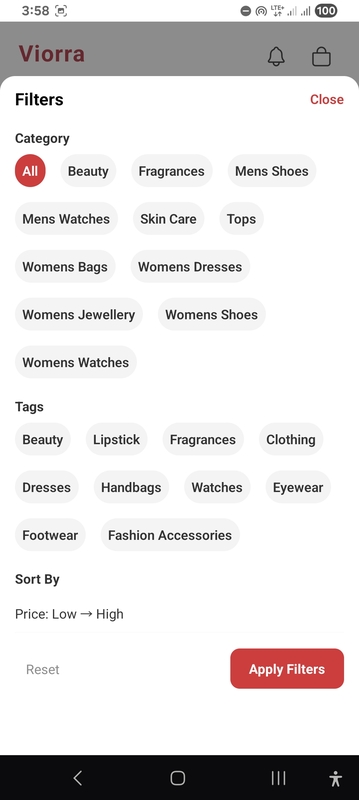 3:58 LTE+ 100
Viorra
Filters Close
Category
All Beauty Fragrances Mens Shoes
Mens Watches Skin Care Tops
Womens Bags Womens Dresses
Womens Jewellery Womens Shoes
Womens Watches
Tags
Beauty Lipstick Fragrances Clothing
Dresses Handbags Watches Eyewear
Footwear Fashion Accessories
Sort By
Price: Low → High
Reset Apply Filters